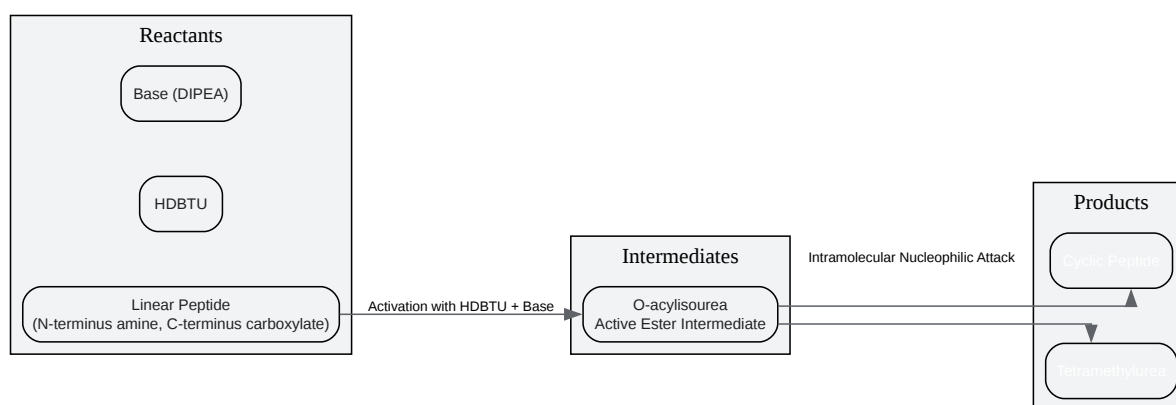 Reactants
Base (DIPEA)
HDBTU
Linear Peptide
(N-terminus amine, C-terminus carboxylate)
Activation with HDBTU + Base
Intermediates
O-acylisourea
Active Ester Intermediate
Intramolecular Nucleophilic Attack
Products
Cyclic Peptide
Tetramethylurea